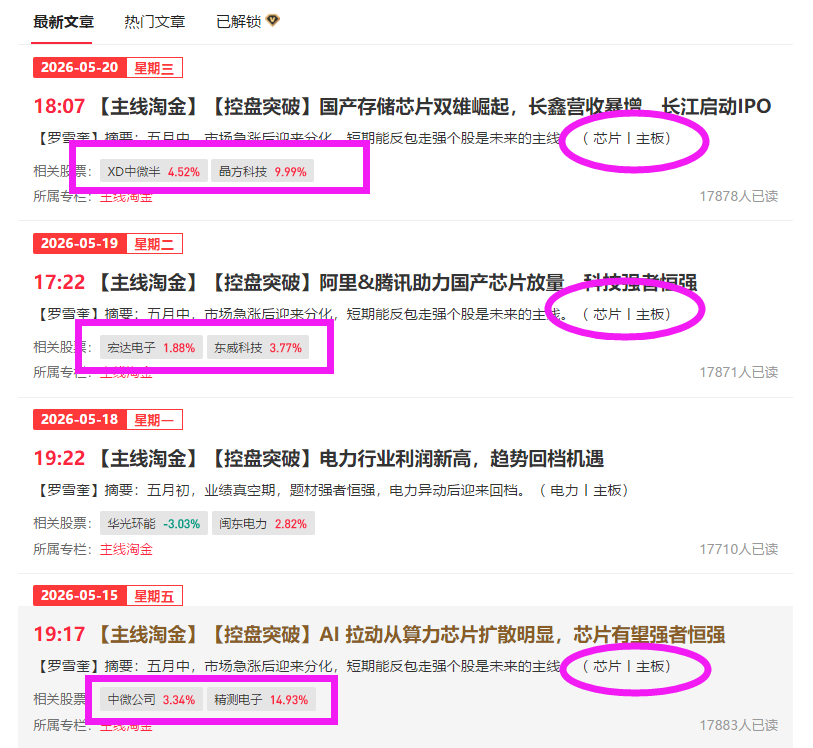 最新文章 热门文章 已解锁
2026-05-20 星期三
18:07 【主线淘金】【控盘突破】国产存储芯片双雄崛起，长鑫营收暴增，长江启动IPO
【罗雪奎】摘要：五月中，市场急涨后迎来分化，短期能反包走强个股是未来的主线 （芯片丨主板）
相关股票： XD中微半 4.52% 晶方科技 9.99%
所属专栏：主线淘金 17878人已读
2026-05-19 星期二
17:22 【主线淘金】【控盘突破】阿里&腾讯助力国产芯片放量，科技强者恒强
【罗雪奎】摘要：五月中，市场急涨后迎来分化，短期能反包走强个股是未来的主线。（芯片丨主板）
相关股票： 宏达电子 1.88% 东威科技 3.77%
所属专栏：主线淘金 17871人已读
2026-05-18 星期一
19:22 【主线淘金】【控盘突破】电力行业利润新高，趋势回档机遇
【罗雪奎】摘要：五月初，业绩真空期，题材强者恒强，电力异动后迎来回档。（电力丨主板）
相关股票： 华光环能 -3.03% 闽东电力 2.82%
所属专栏：主线淘金 17710人已读
2026-05-15 星期五
19:17 【主线淘金】【控盘突破】AI 拉动从算力芯片扩散明显，芯片有望强者恒强
【罗雪奎】摘要：五月中，市场急涨后迎来分化，短期能反包走强个股是未来的主线 （芯片丨主板）
相关股票 中微公司 3.34% 精测电子 14.93%
所属专栏：主线淘金 17883人已读